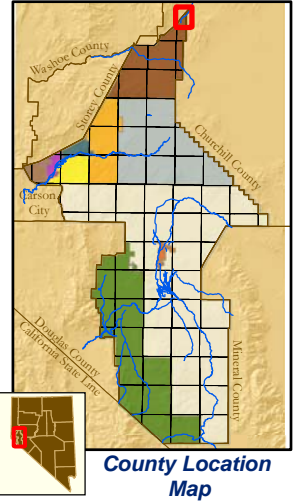 Washoe County
Storey County
Churchill County
Carson
City
Douglas County
California State Line
Mineral County
County Location
Map